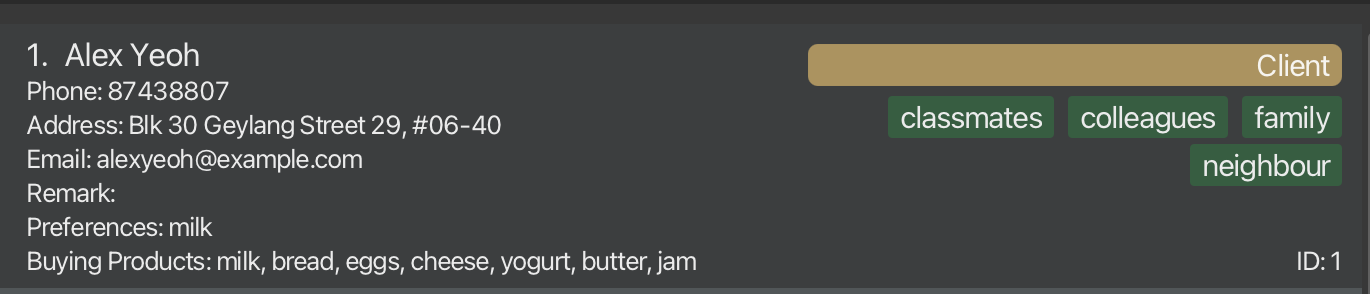 1. Alex Yeoh
Client
Phone: 87438807
classmates colleagues family
Address: Blk 30 Geylang Street 29, #06-40
Email: alexyeoh@example.com
neighbour
Remark:
Preferences: milk
Buying Products: milk, bread, eggs, cheese, yogurt, butter, jam
ID: 1